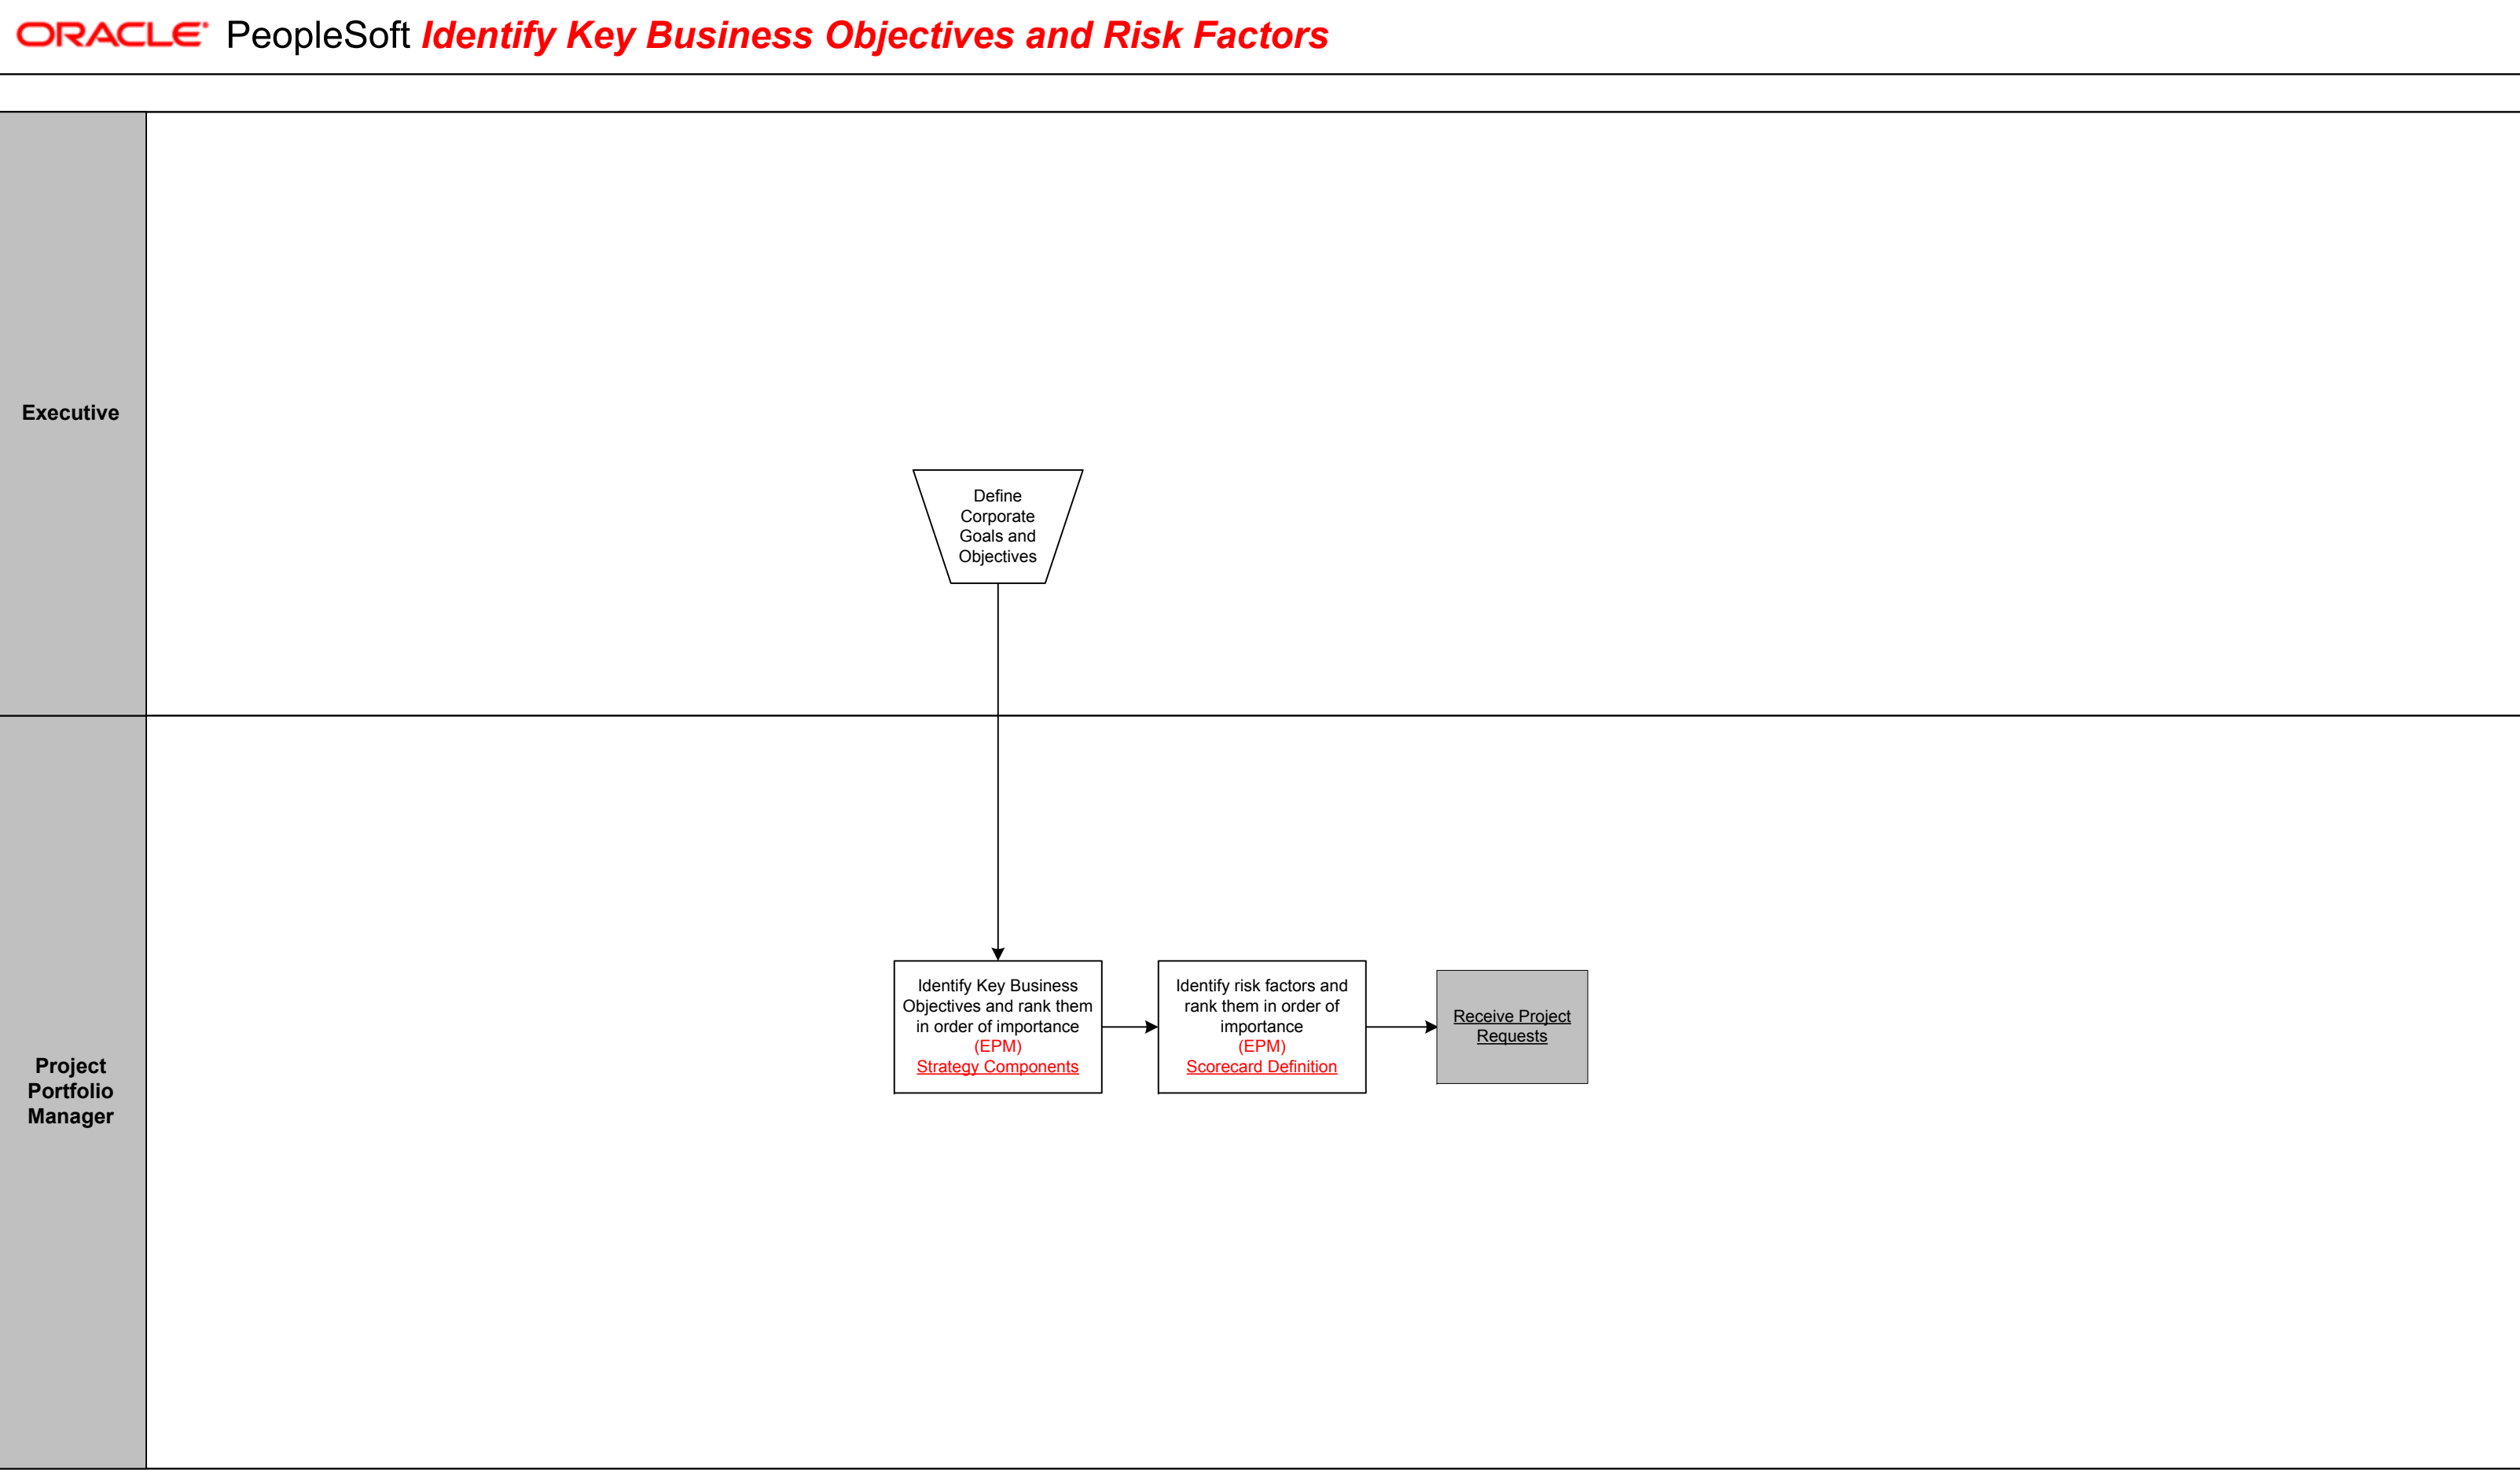 ORACLE PeopleSoft Identify Key Business Objectives and Risk Factors
Executive
Define
Corporate
Goals and
Objectives
Project
Portfolio
Manager
Identify Key Business
Objectives and rank them
in order of importance
(EPM)
Strategy Components
Identify risk factors and
rank them in order of
importance
(EPM)
Scorecard Definition
Receive Project
Requests